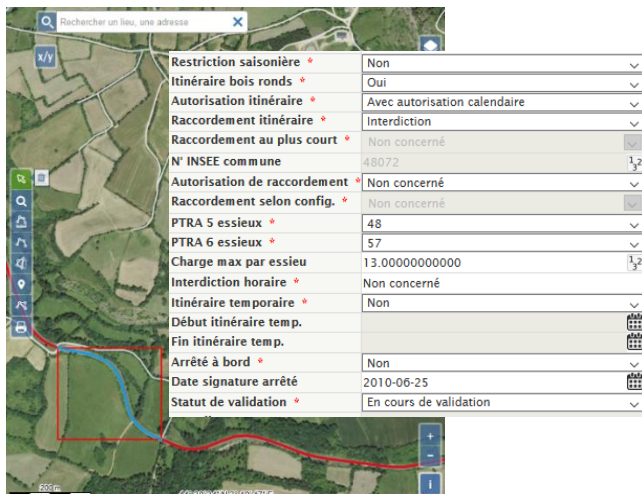 Rechercher un lieu, une adresse
x/y
Restriction saisonière * Non
Itinéraire bois ronds * Oui
Autorisation itinéraire * Avec autorisation calendaire
Raccordement itinéraire * Interdiction
Raccordement au plus court * Non concerné
N° INSEE commune 48072
Autorisation de raccordement * Non concerné
Raccordement selon config. * Non concerné
PTRA 5 essieux * 48
PTRA 6 essieux * 57
Charge max par essieu 13.00000000000
Interdiction horaire * Non concerné
Itinéraire temporaire * Non
Début itinéraire temp.
Fin itinéraire temp.
Arrêté à bord * Non
Date signature arrêté 2010-06-25
Statut de validation * En cours de validation
200 m